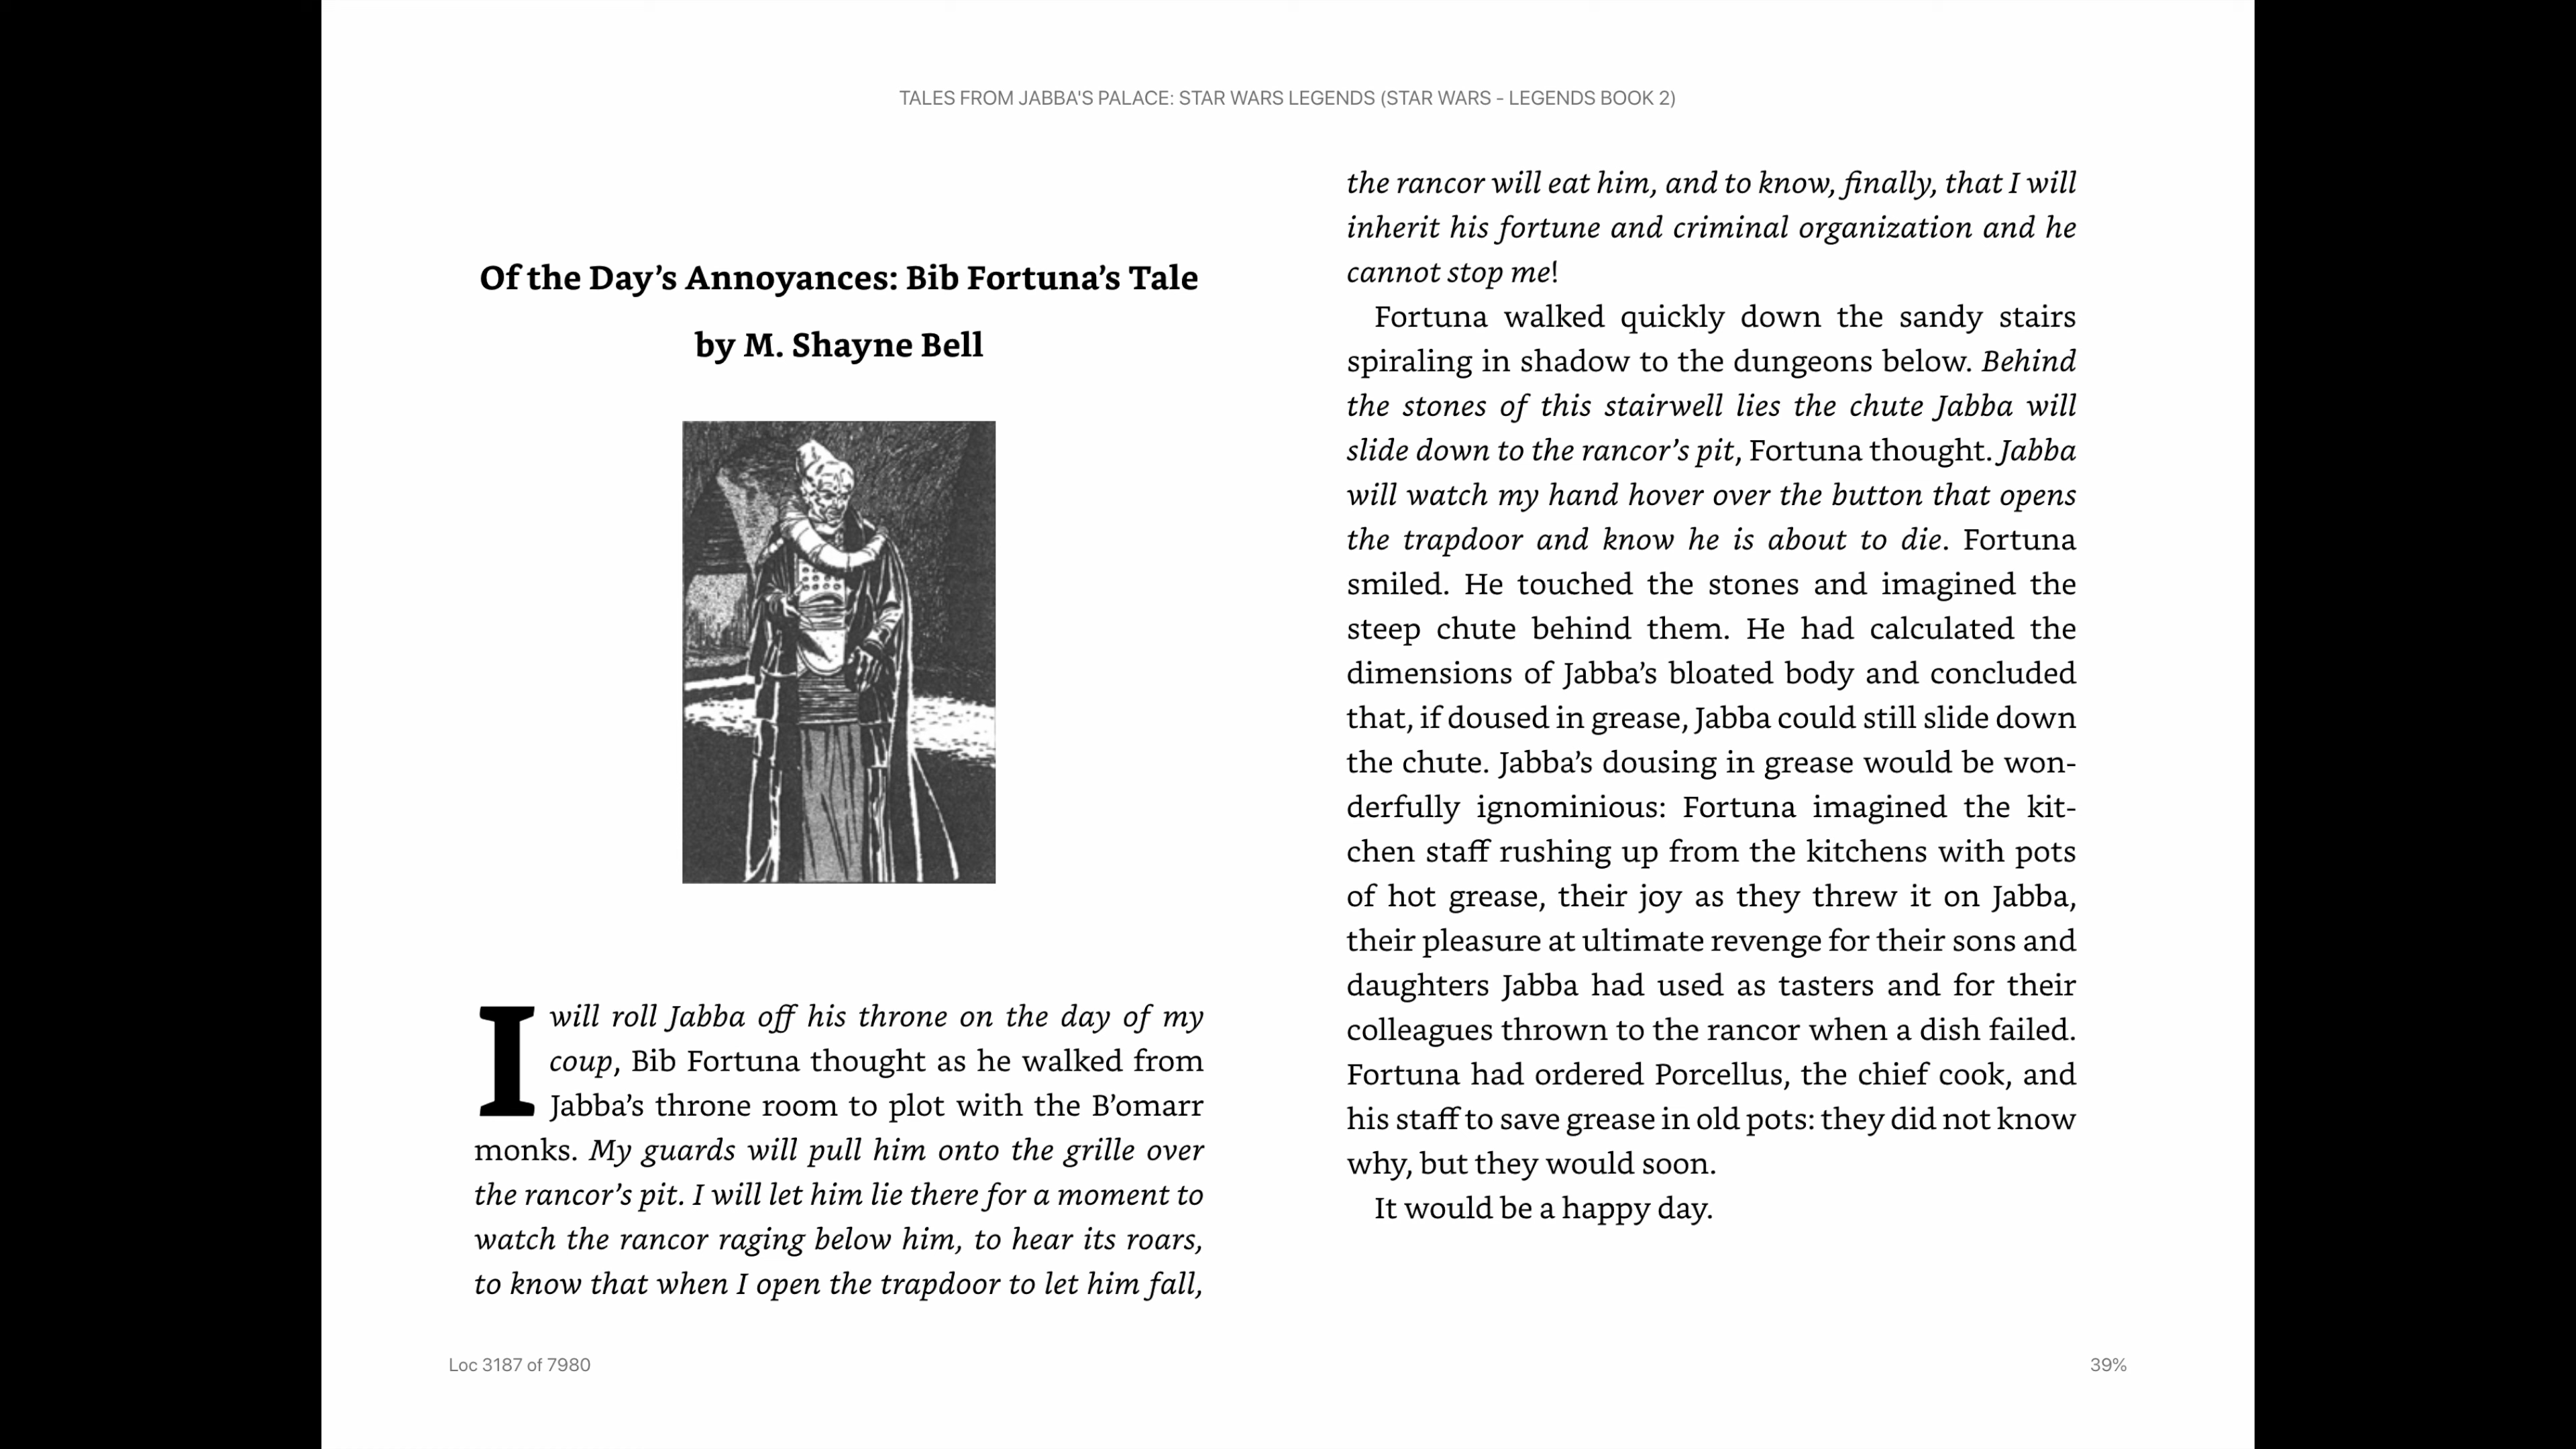 TALES FROM JABBA'S PALACE: STAR WARS LEGENDS (STAR WARS - LEGENDS BOOK 2)
Of the Day’s Annoyances: Bib Fortuna’s Tale
by M. Shayne Bell
I will roll Jabba off his throne on the day of my
coup, Bib Fortuna thought as he walked from
Jabba’s throne room to plot with the B’omarr
monks. My guards will pull him onto the grille over
the rancor’s pit. I will let him lie there for a moment to
watch the rancor raging below him, to hear its roars,
to know that when I open the trapdoor to let him fall,
the rancor will eat him, and to know, finally, that I will
inherit his fortune and criminal organization and he
cannot stop me!
Fortuna walked quickly down the sandy stairs
spiraling in shadow to the dungeons below. Behind
the stones of this stairwell lies the chute Jabba will
slide down to the rancor’s pit, Fortuna thought. Jabba
will watch my hand hover over the button that opens
the trapdoor and know he is about to die. Fortuna
smiled. He touched the stones and imagined the
steep chute behind them. He had calculated the
dimensions of Jabba’s bloated body and concluded
that, if doused in grease, Jabba could still slide down
the chute. Jabba’s dousing in grease would be won-
derfully ignominious: Fortuna imagined the kit-
chen staff rushing up from the kitchens with pots
of hot grease, their joy as they threw it on Jabba,
their pleasure at ultimate revenge for their sons and
daughters Jabba had used as tasters and for their
colleagues thrown to the rancor when a dish failed.
Fortuna had ordered Porcellus, the chief cook, and
his staff to save grease in old pots: they did not know
why, but they would soon.
It would be a happy day.
Loc 3187 of 7980
39%